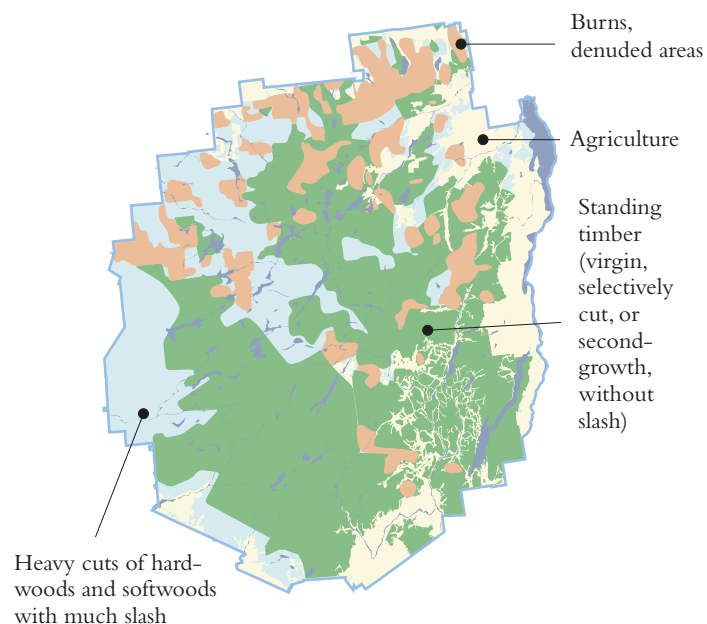 Burns,
denuded areas
Agriculture
Standing
timber
(virgin,
selectively
cut, or
second-
growth,
without
slash)
Heavy cuts of hard-
woods and softwoods
with much slash